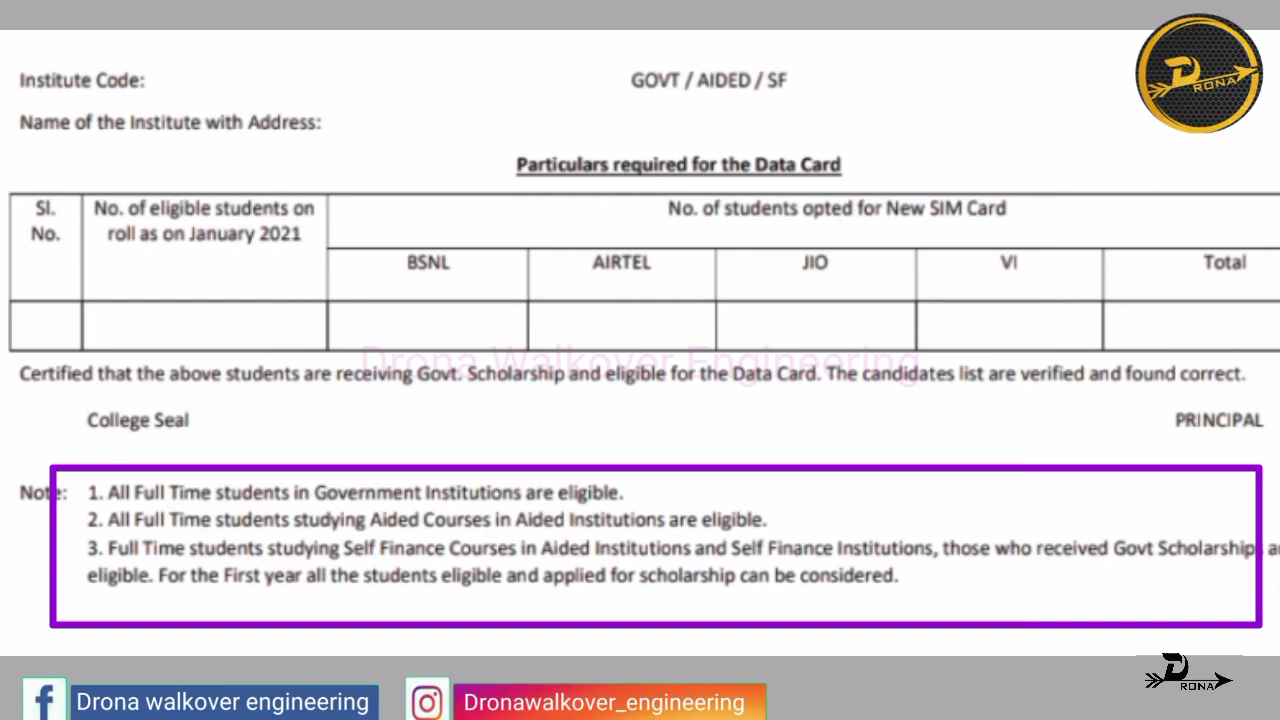 D
RONA
Institute Code: GOVT / AIDED / SF
Name of the Institute with Address:
Particulars required for the Data Card
Sl. No. No. of eligible students on roll as on January 2021 No. of students opted for New SIM Card
BSNL AIRTEL JIO VI Total
Drona Walkover Engineering
Certified that the above students are receiving Govt. Scholarship and eligible for the Data Card. The candidates list are verified and found correct.
College Seal PRINCIPAL
Note: 1. All Full Time students in Government Institutions are eligible.
2. All Full Time students studying Aided Courses in Aided Institutions are eligible.
3. Full Time students studying Self Finance Courses in Aided Institutions and Self Finance Institutions, those who received Govt Scholarship
eligible. For the First year all the students eligible and applied for scholarship can be considered.
D
RONA
Drona walkover engineering
Dronawalkover_engineering